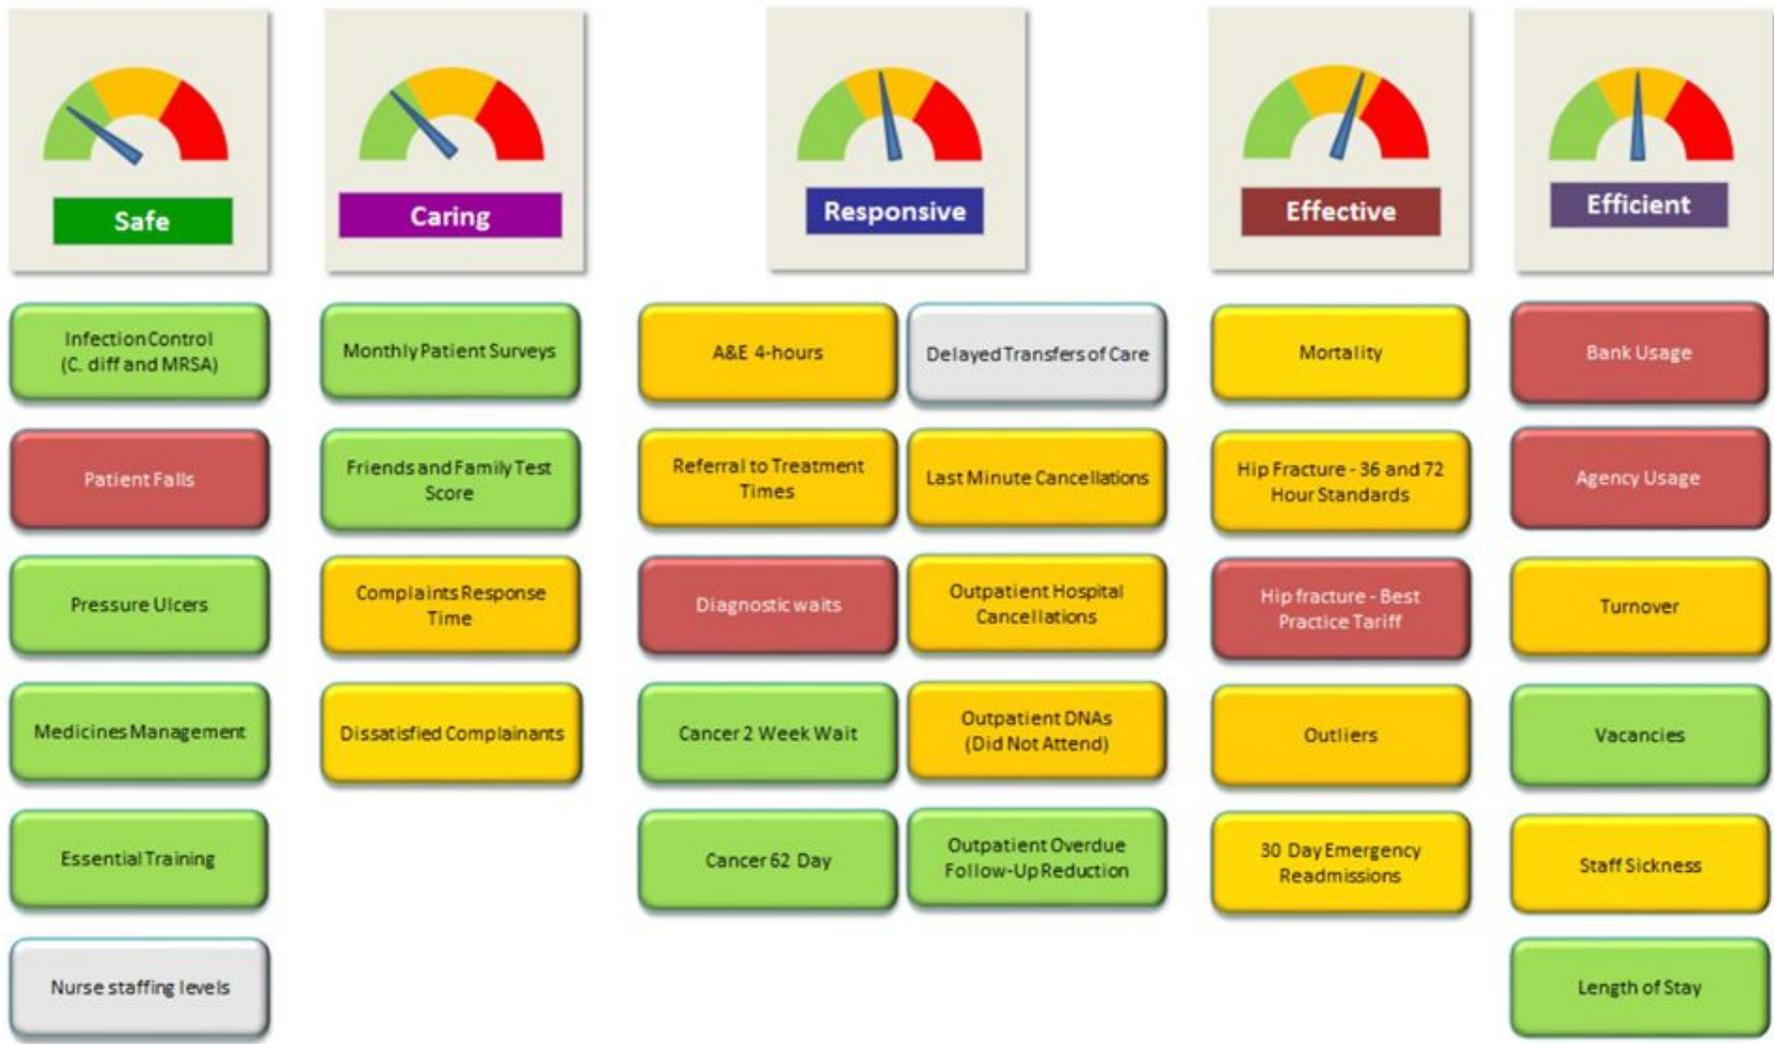 Safe
Caring
Responsive
Effective
Efficient
Infection Control
(C. diff and MRSA)
Patient Falls
Pressure Ulcers
Medicines Management
Essential Training
Nurse staffing levels
Monthly Patient Surveys
Friends and Family Test
Score
Complaints Response
Time
Dissatisfied Complainants
A&E 4-hours
Referral to Treatment
Times
Diagnostic waits
Cancer 2 Week Wait
Cancer 62 Day
Delayed Transfers of Care
Last Minute Cancellations
Outpatient Hospital
Cancellations
Outpatient DNAs
(Did Not Attend)
Outpatient Overdue
Follow-Up Reduction
Mortality
Hip Fracture - 36 and 72
Hour Standards
Hip fracture - Best
Practice Tariff
Outliers
30 Day Emergency
Readmissions
Bank Usage
Agency Usage
Turnover
Vacancies
Staff Sickness
Length of Stay